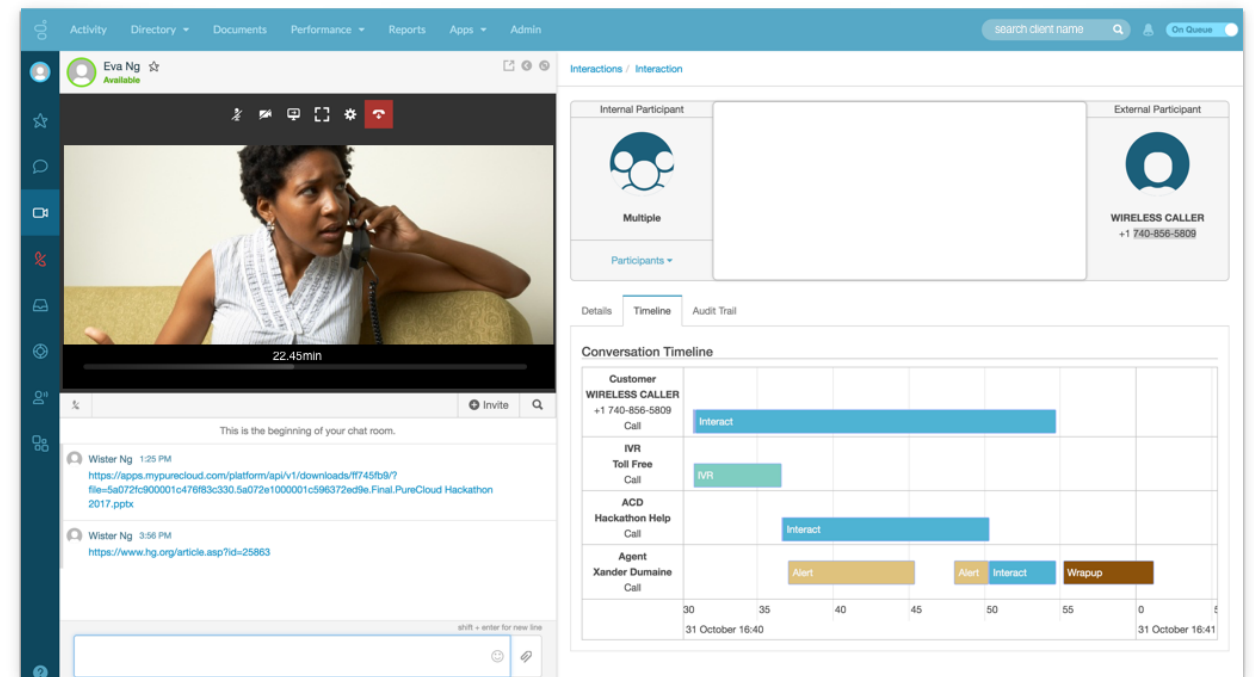 Activity Directory Documents Performance Reports Apps Admin
search client name
On Queue
Eva Ng
Available
22.45min
Invite
This is the beginning of your chat room.
Wister Ng 1:25 PM
https://apps.mypurecloud.com/platform/api/v1/downloads/ff745fb9/?
file=5a072fc900001c476f83c330.5a072e1000001c596372ed9e.Final.PureCloud Hackathon
2017.pptx
Wister Ng 3:56 PM
https://www.hg.org/article.asp?id=25863
shift + enter for new line
Interactions / Interaction
Internal Participant
Multiple
Participants
External Participant
WIRELESS CALLER
+1 740-856-5809
Details Timeline Audit Trail
Conversation Timeline
Customer
WIRELESS CALLER
+1 740-856-5809
Call
Interact
IVR
Toll Free
Call
IVR
ACD
Hackathon Help
Call
Interact
Agent
Xander Dumaine
Call
Alert Alert Interact Wrapup
30 35 40 45 50 55 0
31 October 16:40 31 October 16:41